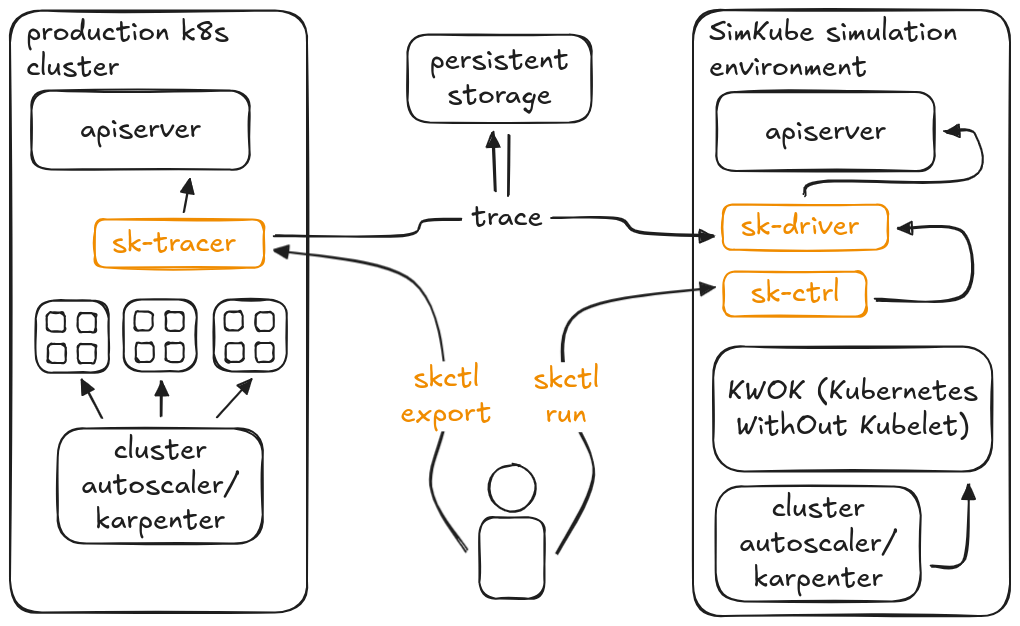 production k8s
cluster
apiserver
sk-tracer
cluster
autoscaler/
karpenter
persistent
storage
trace
skctl
export
skctl
run
SimKube simulation
environment
apiserver
sk-driver
sk-ctrl
KWOK (Kubernetes
WithOut Kubelet)
cluster
autoscaler/
karpenter